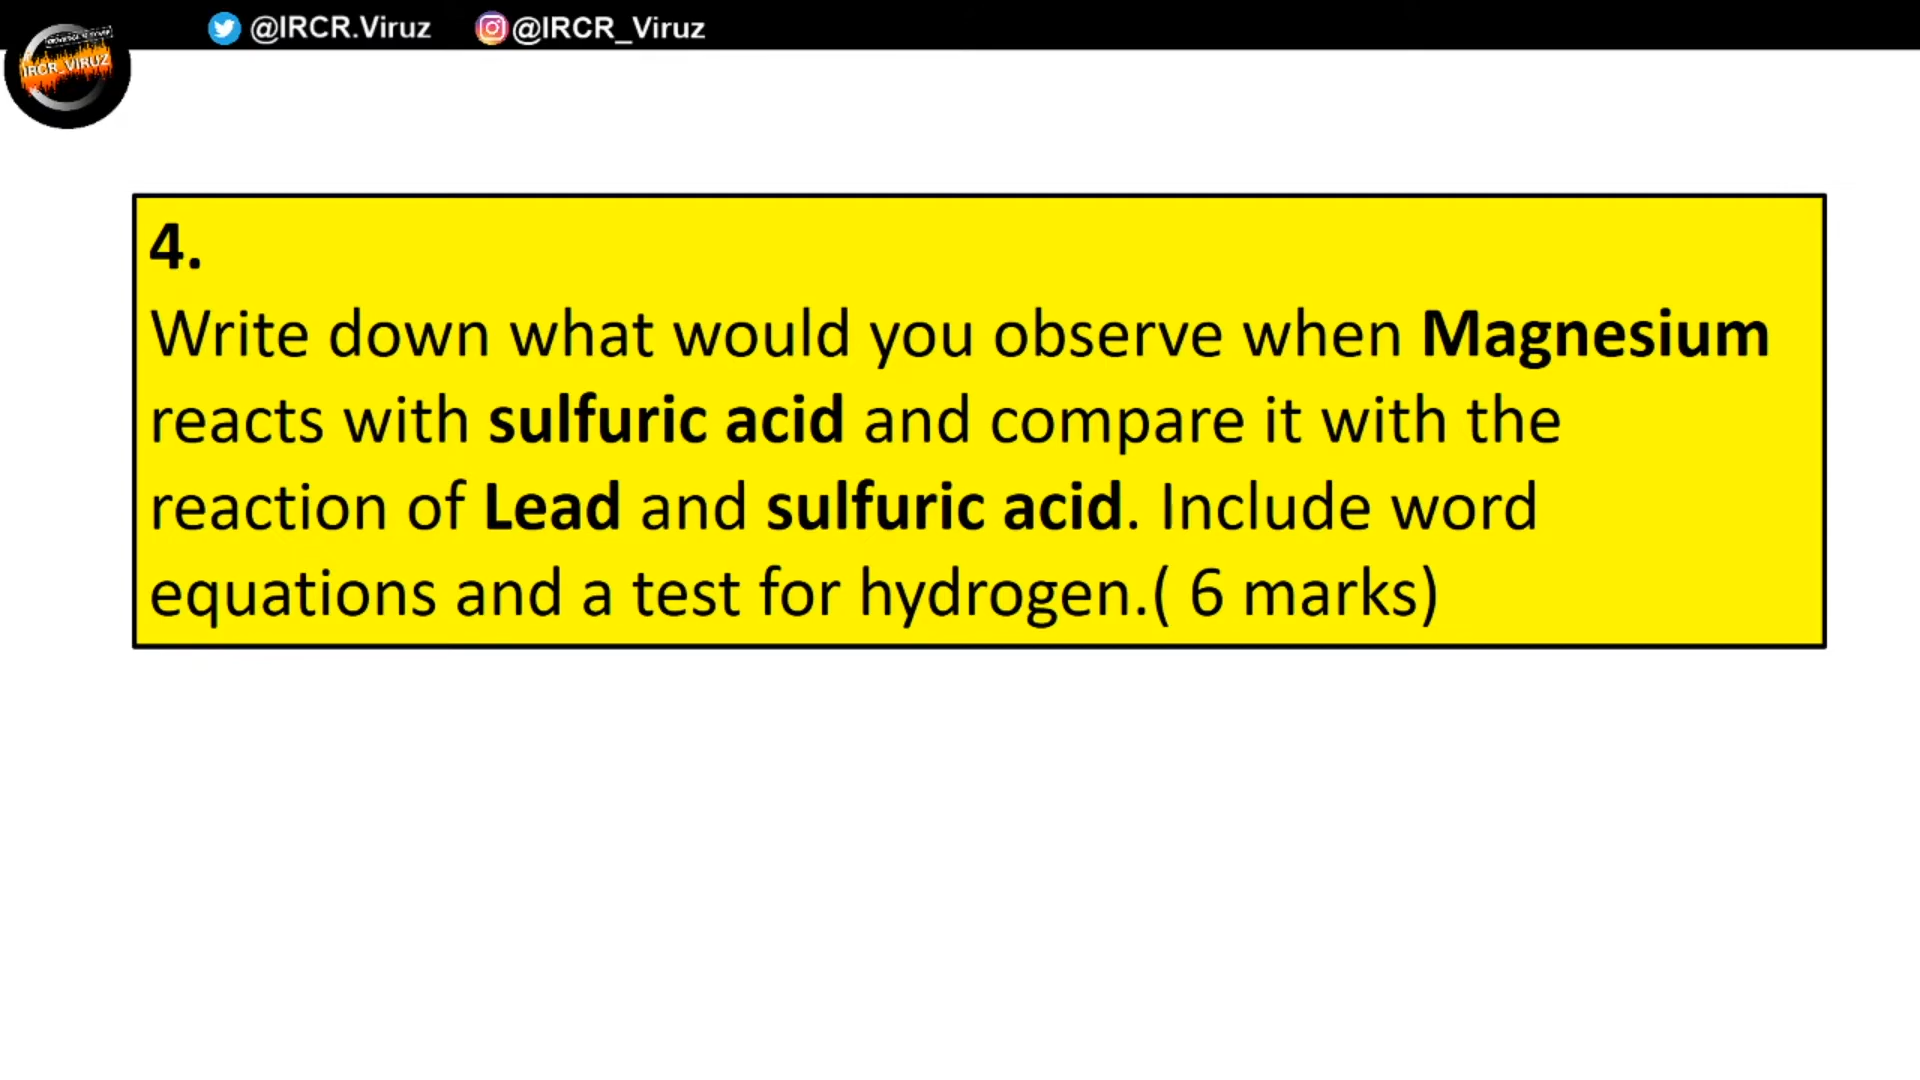 @IRCR.Viruz @IRCR_Viruz
IRCR_VIRUZ
4.
Write down what would you observe when Magnesium
reacts with sulfuric acid and compare it with the
reaction of Lead and sulfuric acid. Include word
equations and a test for hydrogen.( 6 marks)